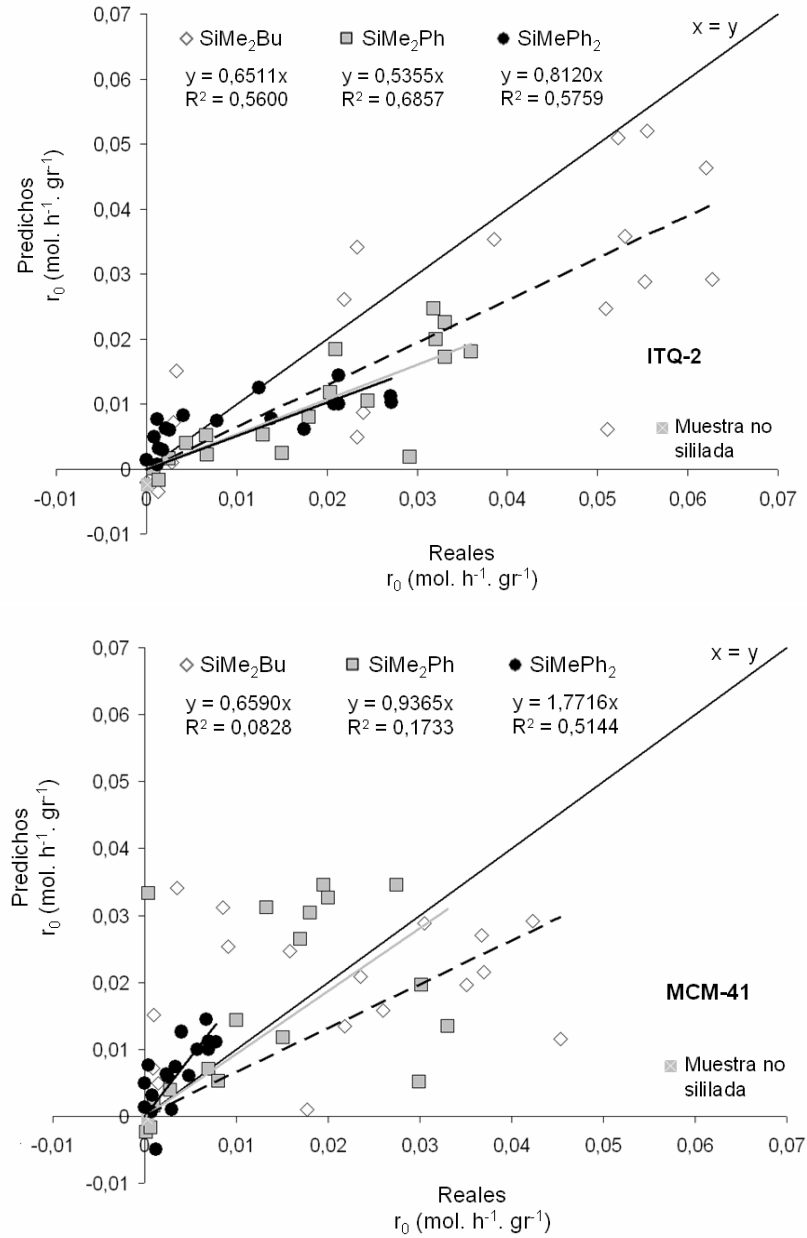 0,07
SiMe₂Bu SiMe₂Ph SiMePh₂ x = y
y = 0,6511x y = 0,5355x y = 0,8120x
R² = 0,5600 R² = 0,6857 R² = 0,5759
0,06
0,05
0,04
0,03
0,02
0,01
0
-0,01
Predichos
r₀ (mol. h⁻¹. gr⁻¹)
ITQ-2
Muestra no
sililada
-0,01 0 0,01 0,02 0,03 0,04 0,05 0,06 0,07
Reales
r₀ (mol. h⁻¹. gr⁻¹)
0,07
SiMe₂Bu SiMe₂Ph SiMePh₂ x = y
y = 0,6590x y = 0,9365x y = 1,7716x
R² = 0,0828 R² = 0,1733 R² = 0,5144
0,06
0,05
0,04
0,03
0,02
0,01
0
-0,01
Predichos
r₀ (mol. h⁻¹. gr⁻¹)
MCM-41
Muestra no
sililada
-0,01 0 0,01 0,02 0,03 0,04 0,05 0,06 0,07
Reales
r₀ (mol. h⁻¹. gr⁻¹)